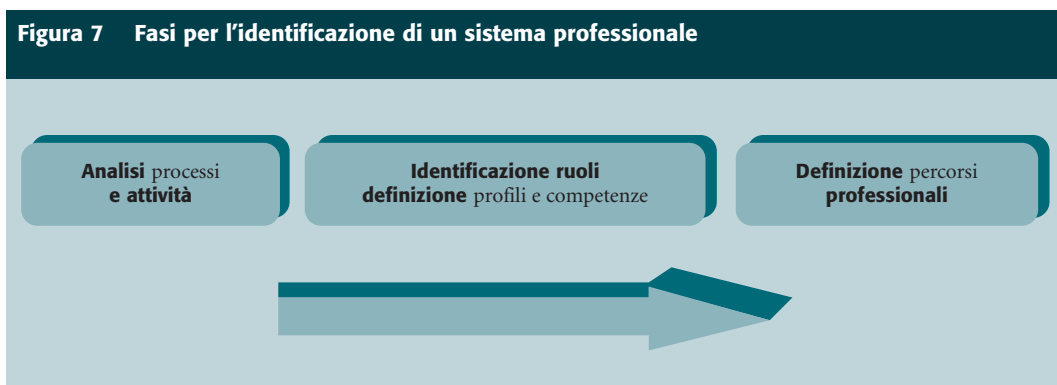 Figura 7 Fasi per l'identificazione di un sistema professionale
Analisi processi
e attività
Identificazione ruoli
definizione profili e competenze
Definizione percorsi
professionali